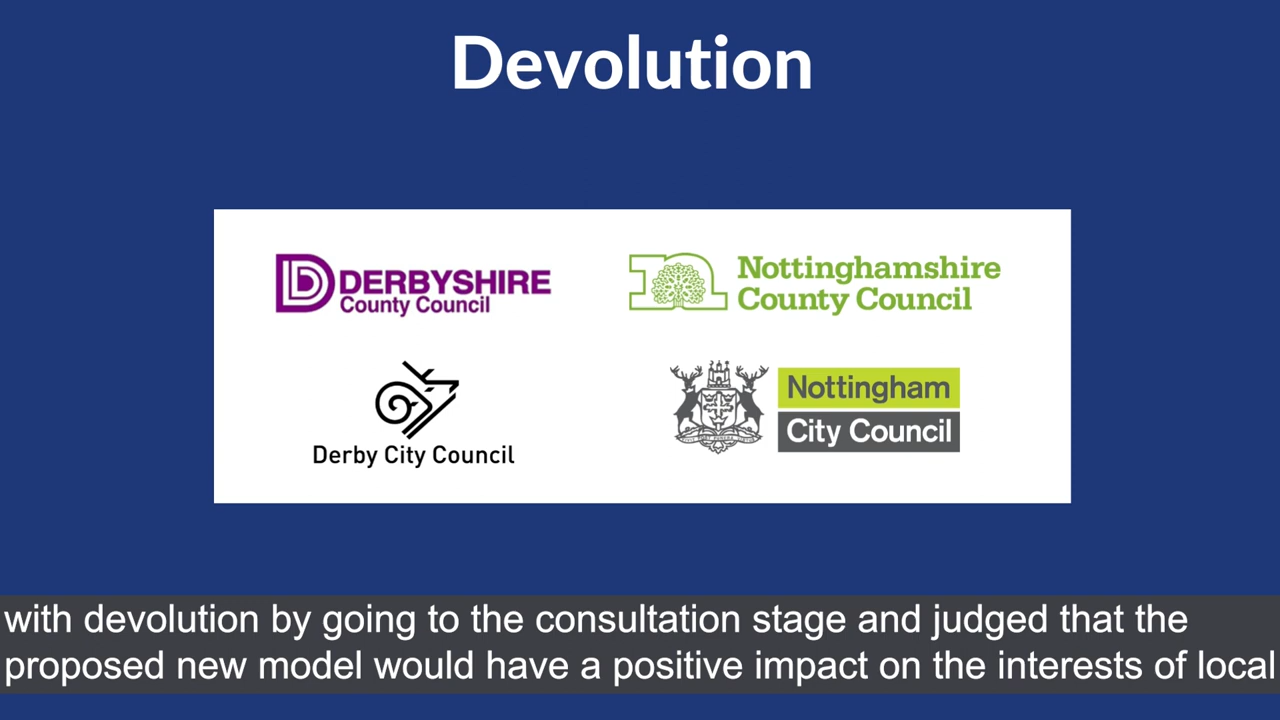 Devolution
DERBYSHIRE
County Council
Nottinghamshire
County Council
Derby City Council
Nottingham
City Council
with devolution by going to the consultation stage and judged that the
proposed new model would have a positive impact on the interests of local